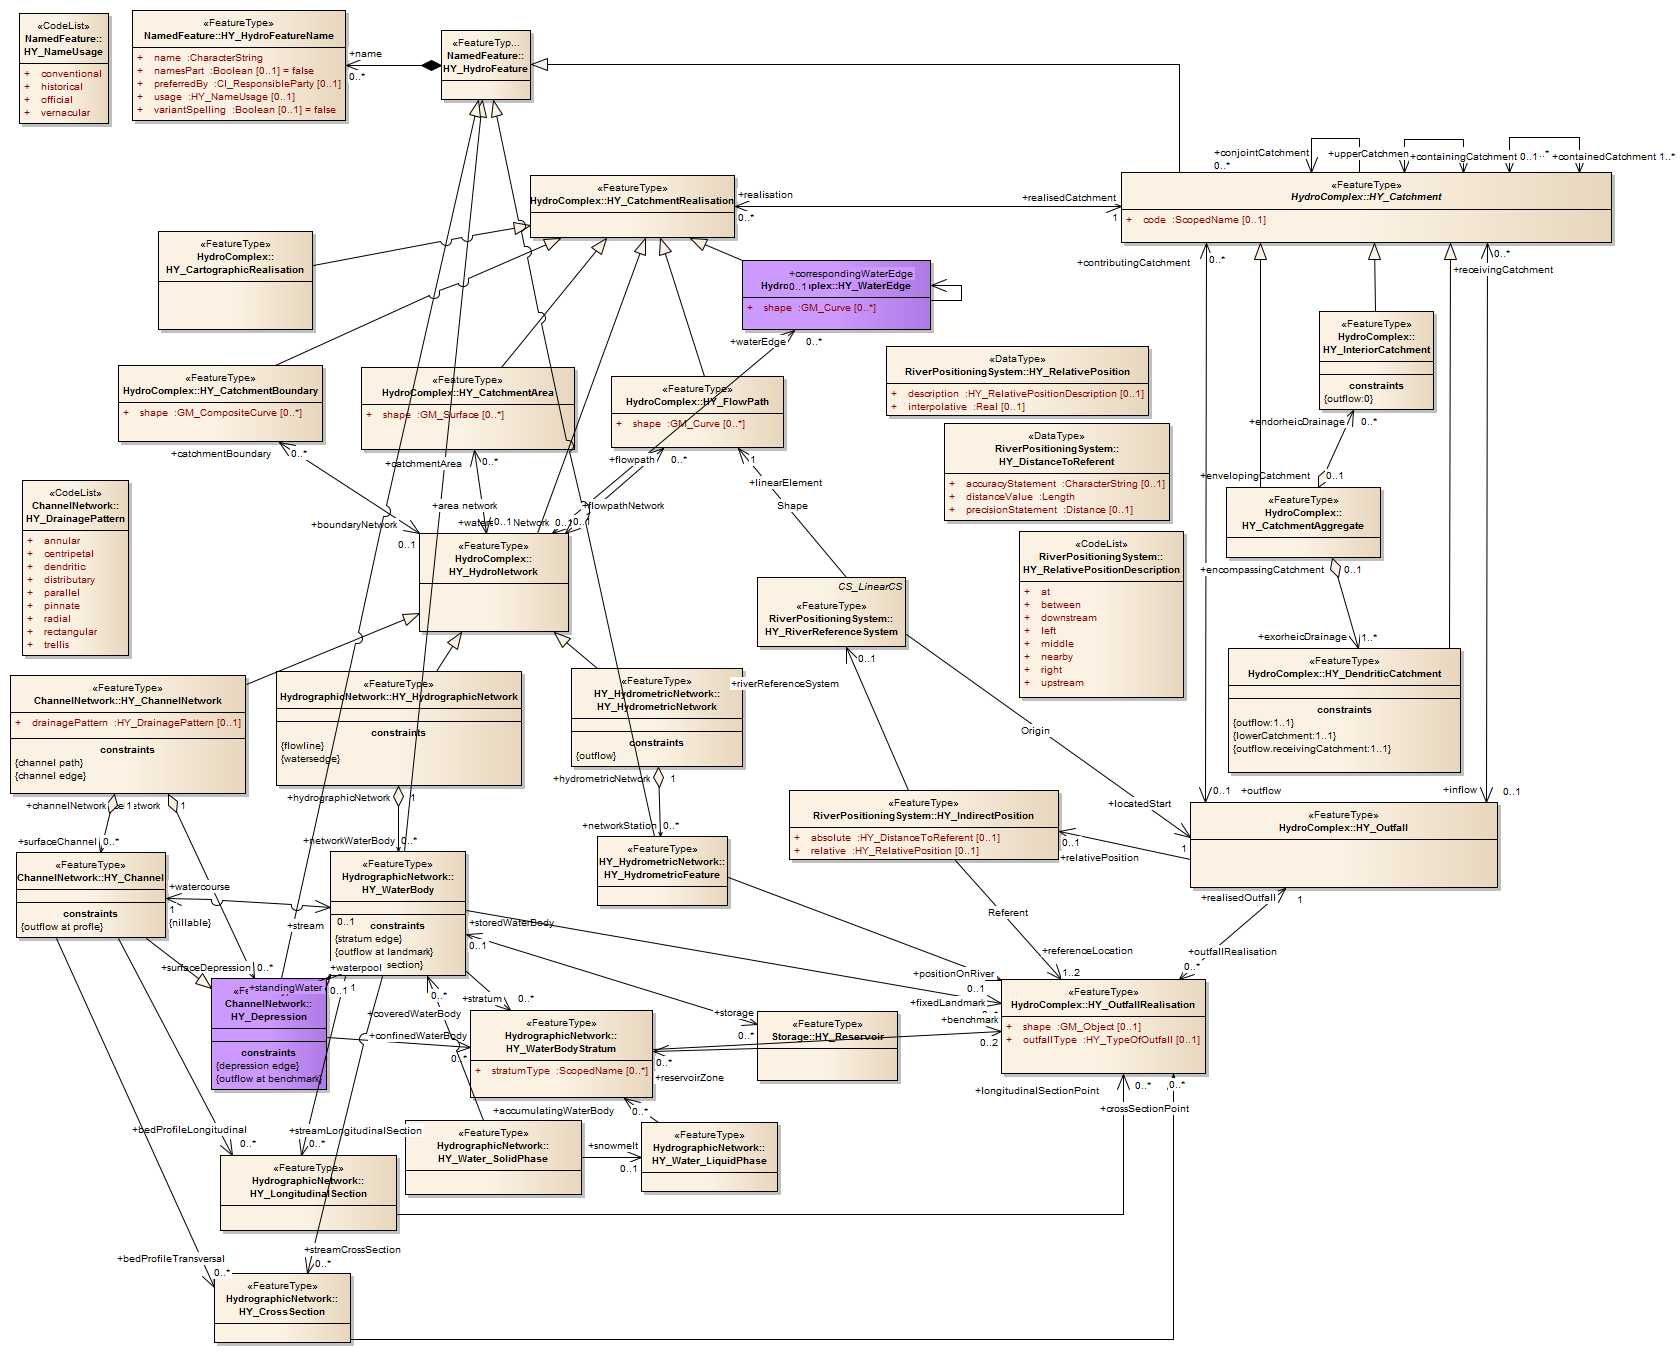 «CodeList»
NamedFeature::
HY_NameUsage
+ conventional
+ historical
+ official
+ vernacular
«FeatureType»
NamedFeature::HY_HydroFeatureName
+ name :CharacterString
+ namesPart :Boolean [0..1] = false
+ preferredBy :CI_ResponsibleParty [0..1]
+ usage :HY_NameUsage [0..1]
+ variantSpelling :Boolean [0..1] = false
+name
0..*
«FeatureTyp...
NamedFeature::
HY_HydroFeature
+conjointCatchment
0..*
+upperCatchmen
+containingCatchment 0..1
..*
+containedCatchment 1..*
«FeatureType»
HydroComplex::HY_Catchment
+ code :ScopedName [0..1]
«FeatureType»
HydroComplex::HY_CatchmentRealisation
+realisation
0..*
+realisedCatchment
1
«FeatureType»
HydroComplex::
HY_CartographicRealisation
+correspondingWaterEdge
0..1
HydroComplex::HY_WaterEdge
+ shape :GM_Curve [0..*]
+waterEdge
0..*
+contributingCatchment
0..*
0..*
+receivingCatchment
«FeatureType»
HydroComplex::
HY_InteriorCatchment
constraints
{outflow:0}
«FeatureType»
HydroComplex::HY_CatchmentBoundary
+ shape :GM_CompositeCurve [0..*]
+catchmentBoundary
0..*
«FeatureType»
HydroComplex::HY_CatchmentArea
+ shape :GM_Surface [0..*]
+catchmentArea
0..*
«FeatureType»
HydroComplex::HY_FlowPath
+ shape :GM_Curve [0..*]
+flowpath
0..*
1
+linearElement
Shape
«DataType»
RiverPositioningSystem::HY_RelativePosition
+ description :HY_RelativePositionDescription [0..1]
+ interpolative :Real [0..1]
«DataType»
RiverPositioningSystem::
HY_DistanceToReferent
+ accuracyStatement :CharacterString [0..1]
+ distanceValue :Length
+ precisionStatement :Distance [0..1]
+endorheicDrainage
0..*
+envelopingCatchment
0..1
«FeatureType»
HydroComplex::
HY_CatchmentAggregate
+encompassingCatchment
0..1
«CodeList»
ChannelNetwork::
HY_DrainagePattern
+ annular
+ centripetal
+ dendritic
+ distributary
+ parallel
+ pinnate
+ radial
+ rectangular
+ trellis
+boundaryNetwork
0..1
+area network
0..1
+water
Network
0..1
+flowpathNetwork
0..1
«FeatureType»
HydroComplex::
HY_HydroNetwork
«CodeList»
RiverPositioningSystem::
HY_RelativePositionDescription
+ at
+ between
+ downstream
+ left
+ middle
+ nearby
+ right
+ upstream
CS_LinearCS
«FeatureType»
RiverPositioningSystem::
HY_RiverReferenceSystem
0..1
+riverReferenceSystem
+exorheicDrainage
1..*
«FeatureType»
HydroComplex::HY_DendriticCatchment
constraints
{outflow:1..1}
{lowerCatchment:1..1}
{outflow.receivingCatchment:1..1}
«FeatureType»
ChannelNetwork::HY_ChannelNetwork
+ drainagePattern :HY_DrainagePattern [0..1]
constraints
{channel path}
{channel edge}
«FeatureType»
HydrographicNetwork::HY_HydrographicNetwork
constraints
{flowline}
{watersedge}
«FeatureType»
HY_HydrometricNetwork::
HY_HydrometricNetwork
constraints
{outflow}
Origin
+channelNetwork
1
etwork
1
+hydrographicNetwork
1
+hydrometricNetwork
1
+locatedStart
1
0..1
+outflow
+inflow
0..1
«FeatureType»
HydroComplex::HY_Outfall
«FeatureType»
RiverPositioningSystem::HY_IndirectPosition
+ absolute :HY_DistanceToReferent [0..1]
+ relative :HY_RelativePosition [0..1]
0..1
+relativePosition
+surfaceChannel
0..*
+networkWaterBody
0..*
+networkStation
0..*
«FeatureType»
ChannelNetwork::HY_Channel
constraints
{outflow at profle}
«FeatureType»
HydrographicNetwork::
HY_WaterBody
0..1
constraints
{stratum edge}
{outflow at landmark}
section}
«FeatureType»
HY_HydrometricNetwork::
HY_HydrometricFeature
+watercourse
1
{nillable}
+stream
+storedWaterBody
0..1
Referent
+realisedOutfall
1
+referenceLocation
1..2
+outfallRealisation
0..*
+surfaceDepression
0..*
+waterpool
+standingWater
0..1
1
ChannelNetwork::
HY_Depression
constraints
{depression edge}
{outflow at benchmark}
0..*
+coveredWaterBody
+confinedWaterBody
0..*
+stratum
0..*
«FeatureType»
HydrographicNetwork::
HY_WaterBodyStratum
+ stratumType :ScopedName [0..*]
+storage
0..*
«FeatureType»
Storage::HY_Reservoir
0..*
+reservoirZone
+positionOnRiver
0..1
+fixedLandmark
+benchmark
0..2
«FeatureType»
HydroComplex::HY_OutfallRealisation
+ shape :GM_Object [0..1]
+ outfallType :HY_TypeOfOutfall [0..1]
+longitudinalSectionPoint
0..*
0..*
+crossSectionPoint
+accumulatingWaterBody
0..*
«FeatureType»
HydrographicNetwork::
HY_Water_SolidPhase
+snowmelt
0..1
«FeatureType»
HydrographicNetwork::
HY_Water_LiquidPhase
+bedProfileLongitudinal
0..*
+streamLongitudinalSection
0..*
«FeatureType»
HydrographicNetwork::
HY_LongitudinalSection
+bedProfileTransversal
0..*
+streamCrossSection
0..*
«FeatureType»
HydrographicNetwork::
HY_CrossSection